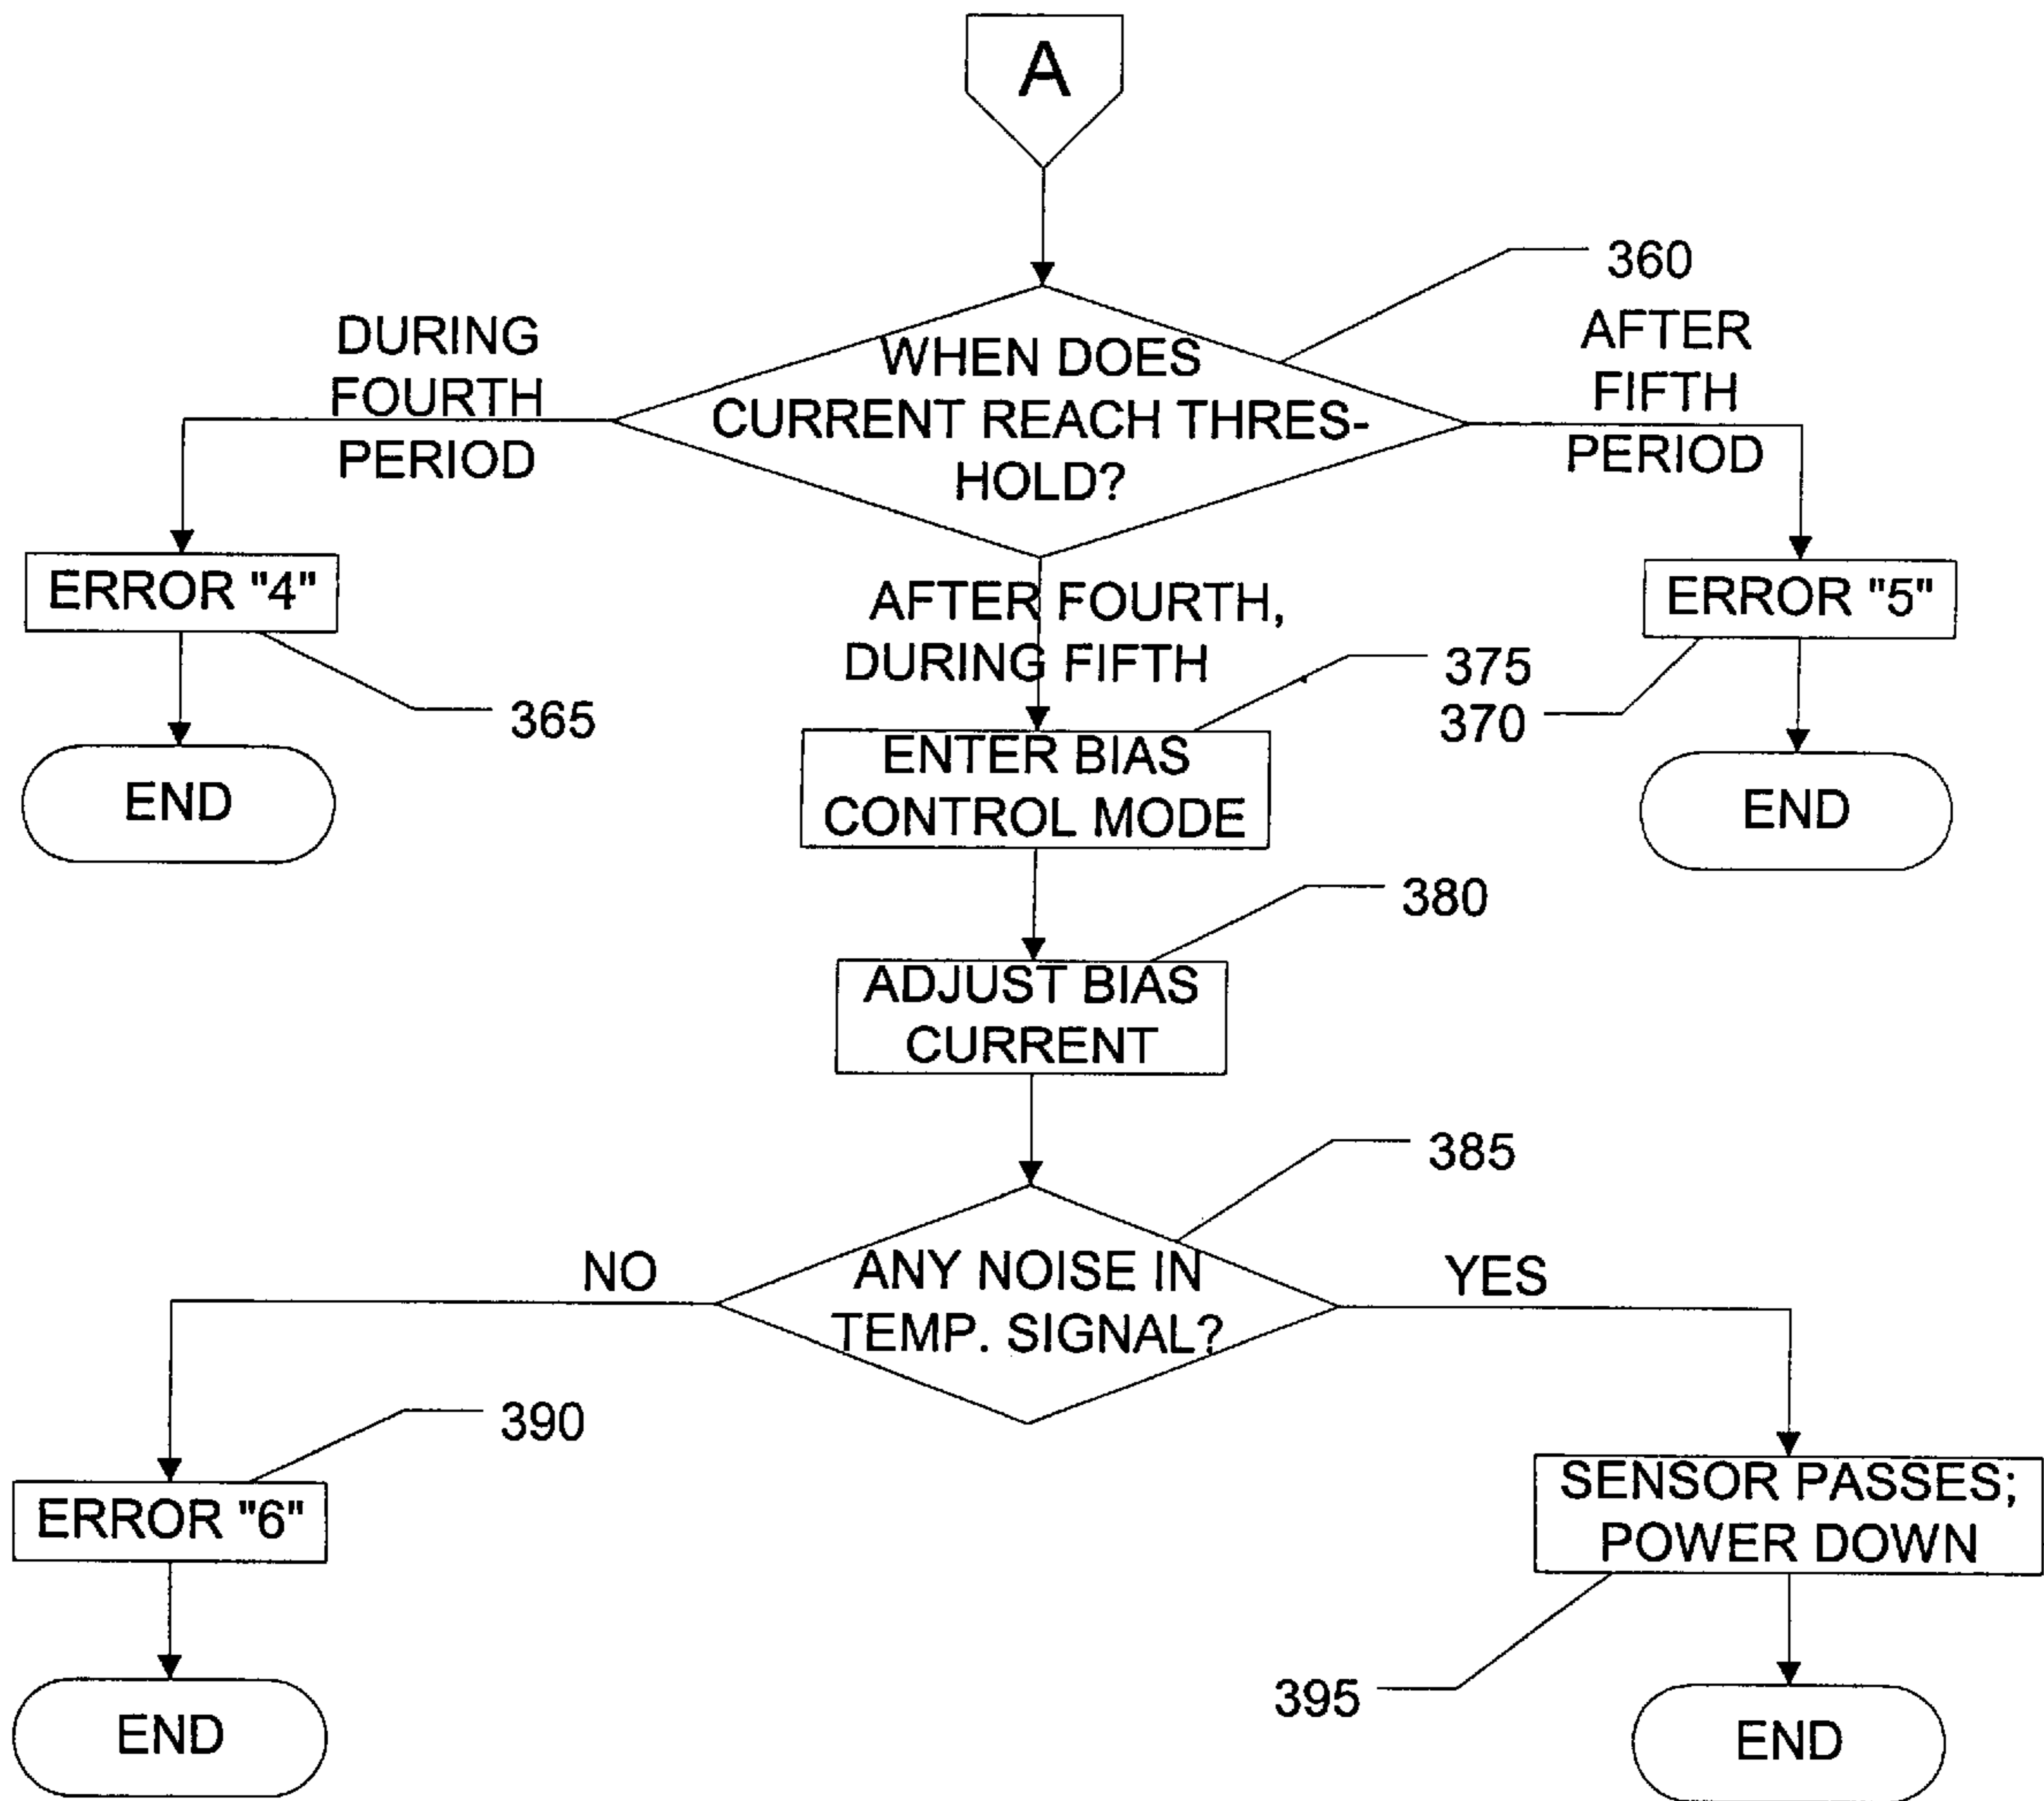 A
360
DURING
FOURTH
PERIOD
WHEN DOES
CURRENT REACH THRES-
HOLD?
AFTER
FIFTH
PERIOD
ERROR "4"
365
END
AFTER FOURTH,
DURING FIFTH
ERROR "5"
370
END
375
ENTER BIAS
CONTROL MODE
380
ADJUST BIAS
CURRENT
385
ANY NOISE IN
TEMP. SIGNAL?
NO
YES
390
ERROR "6"
END
SENSOR PASSES;
POWER DOWN
395
END